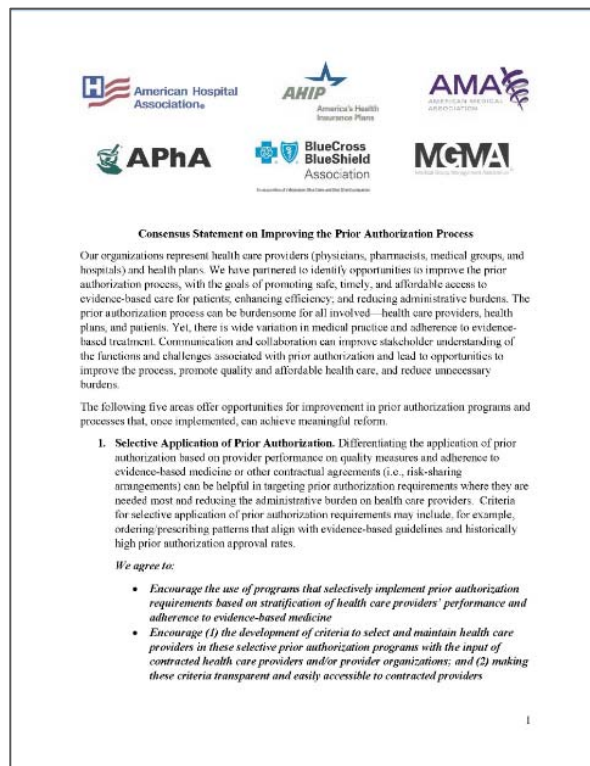 American Hospital
Association®
AHIP
America's Health
Insurance Plans
AMA
AMERICAN MEDICAL
ASSOCIATION
APhA
BlueCross
BlueShield
Association
MGMA
Consensus Statement on Improving the Prior Authorization Process
Our organizations represent health care providers (physicians, pharmacists, medical groups, and
hospitals) and health plans. We have partnered to identify opportunities to improve the prior
authorization process, with the goals of promoting safe, timely, and affordable access to
evidence-based care for patients; enhancing efficiency; and reducing administrative burdens. The
prior authorization process can be burdensome for all involved—health care providers, health
plans, and patients. Yet, there is wide variation in medical practice and adherence to evidence-
based treatment. Communication and collaboration can improve stakeholder understanding of
the functions and challenges associated with prior authorization and lead to opportunities to
improve the process, promote quality and affordable health care, and reduce unnecessary
burdens.
The following five areas offer opportunities for improvement in prior authorization programs and
processes that, once implemented, can achieve meaningful reform.
1. Selective Application of Prior Authorization. Differentiating the application of prior
authorization based on provider performance on quality measures and adherence to
evidence-based medicine or other contractual agreements (i.e., risk-sharing
arrangements) can be helpful in targeting prior authorization requirements where they are
needed most and reducing the administrative burden on health care providers. Criteria
for selective application of prior authorization requirements may include, for example,
ordering/prescribing patterns that align with evidence-based guidelines and historically
high prior authorization approval rates.
We agree to:
• Encourage the use of programs that selectively implement prior authorization
requirements based on stratification of health care providers' performance and
adherence to evidence-based medicine
• Encourage (1) the development of criteria to select and maintain health care
providers in these selective prior authorization programs with the input of
contracted health care providers and/or provider organizations; and (2) making
these criteria transparent and easily accessible to contracted providers
1